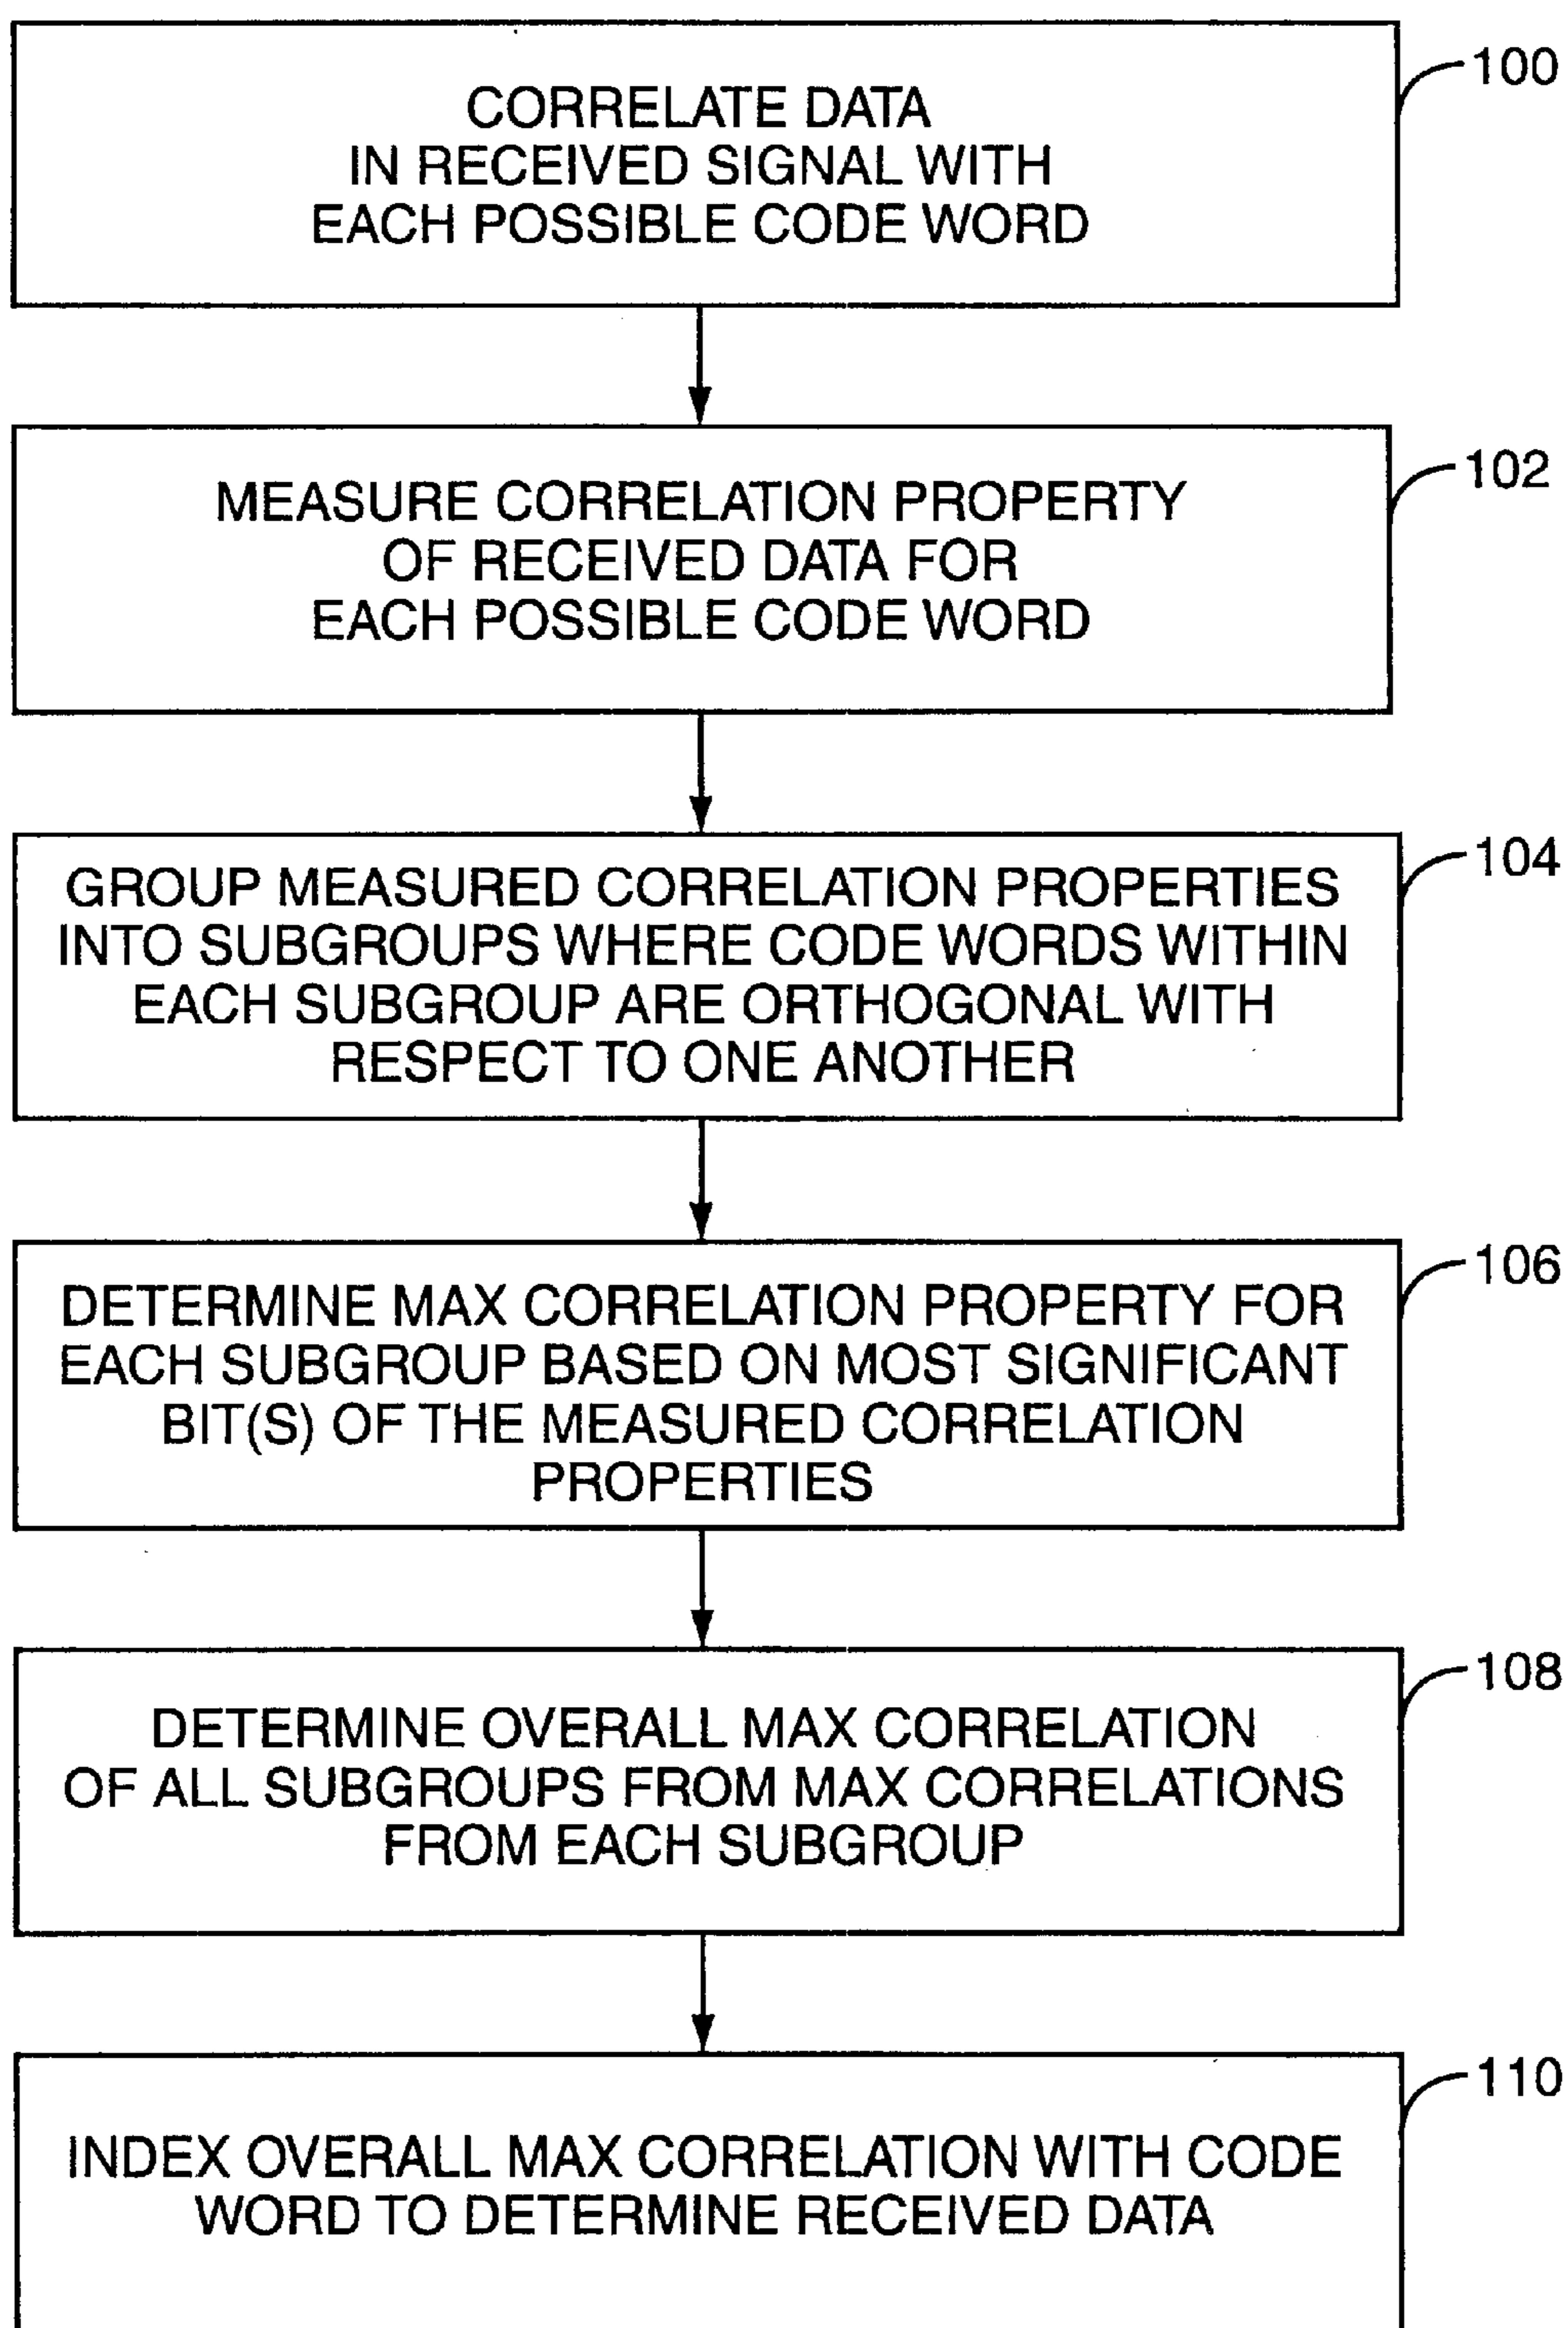 100
CORRELATE DATA
IN RECEIVED SIGNAL WITH
EACH POSSIBLE CODE WORD
102
MEASURE CORRELATION PROPERTY
OF RECEIVED DATA FOR
EACH POSSIBLE CODE WORD
104
GROUP MEASURED CORRELATION PROPERTIES
INTO SUBGROUPS WHERE CODE WORDS WITHIN
EACH SUBGROUP ARE ORTHOGONAL WITH
RESPECT TO ONE ANOTHER
106
DETERMINE MAX CORRELATION PROPERTY FOR
EACH SUBGROUP BASED ON MOST SIGNIFICANT
BIT(S) OF THE MEASURED CORRELATION
PROPERTIES
108
DETERMINE OVERALL MAX CORRELATION
OF ALL SUBGROUPS FROM MAX CORRELATIONS
FROM EACH SUBGROUP
110
INDEX OVERALL MAX CORRELATION WITH CODE
WORD TO DETERMINE RECEIVED DATA